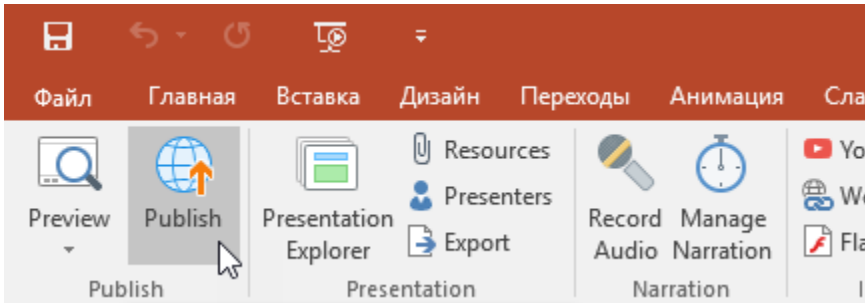 Файл Главная Вставка Дизайн Переходы Анимация
Resources
Presenters
Export
Preview Publish Presentation Explorer Record Audio Manage Narration
Publish Presentation Narration